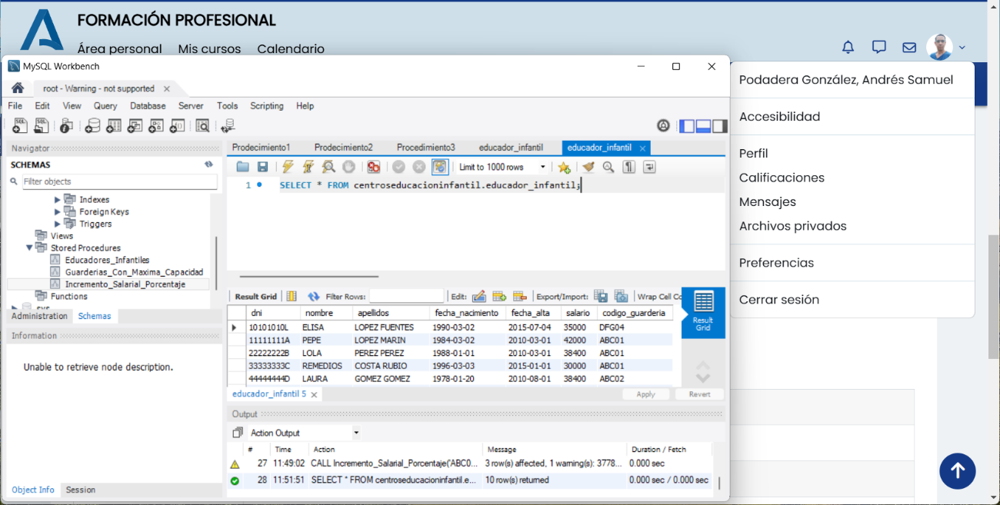 FORMACIÓN PROFESIONAL
Área personal Mis cursos Calendario
MySQL Workbench
root - Warning - not supported
File Edit View Query Database Server Tools Scripting Help
Navigator
SCHEMAS
Filter objects
Indexes
Foreign Keys
Triggers
Views
Stored Procedures
Educadores_Infantiles
Guarderias_Con_Maxima_Capacidad
Incremento_Salarial_Porcentaje
Functions
sys
Administration Schemas
Information
Unable to retrieve node description.
Object Info Session
Prodecimiento1 Prodecimiento2 Procedimiento3 educador_infantil educador_infantil
Limit to 1000 rows
1 SELECT * FROM centroseducacioninfantil.educador_infantil;
Result Grid Filter Rows: Edit: Export/Import: Wrap Cell Co
dni nombre apellidos fecha_nacimiento fecha_alta salario codigo_guarderia
10101010L ELISA LOPEZ FUENTES 1990-03-02 2015-07-04 35000 DFG04
11111111A PEPE LOPEZ MARIN 1984-03-02 2010-03-01 42000 ABC01
22222222B LOLA PEREZ PEREZ 1988-01-01 2010-03-01 38400 ABC01
33333333C REMEDIOS COSTA RUBIO 1996-03-03 2015-01-01 30000 ABC01
44444444D LAURA GOMEZ GOMEZ 1978-01-20 2010-08-01 38400 ABC02
Result
Grid
educador_infantil 5 Apply Revert
Output
Action Output
# Time Action Message Duration / Fetch
27 11:49:02 CALL Incremento_Salarial_Porcentaje('ABC0... 3 row(s) affected, 1 warning(s): 3778... 0.000 sec
28 11:51:51 SELECT * FROM centroseducacioninfantil.e... 10 row(s) returned 0.000 sec / 0.000 sec
Podadera González, Andrés Samuel
Accesibilidad
Perfil
Calificaciones
Mensajes
Archivos privados
Preferencias
Cerrar sesión